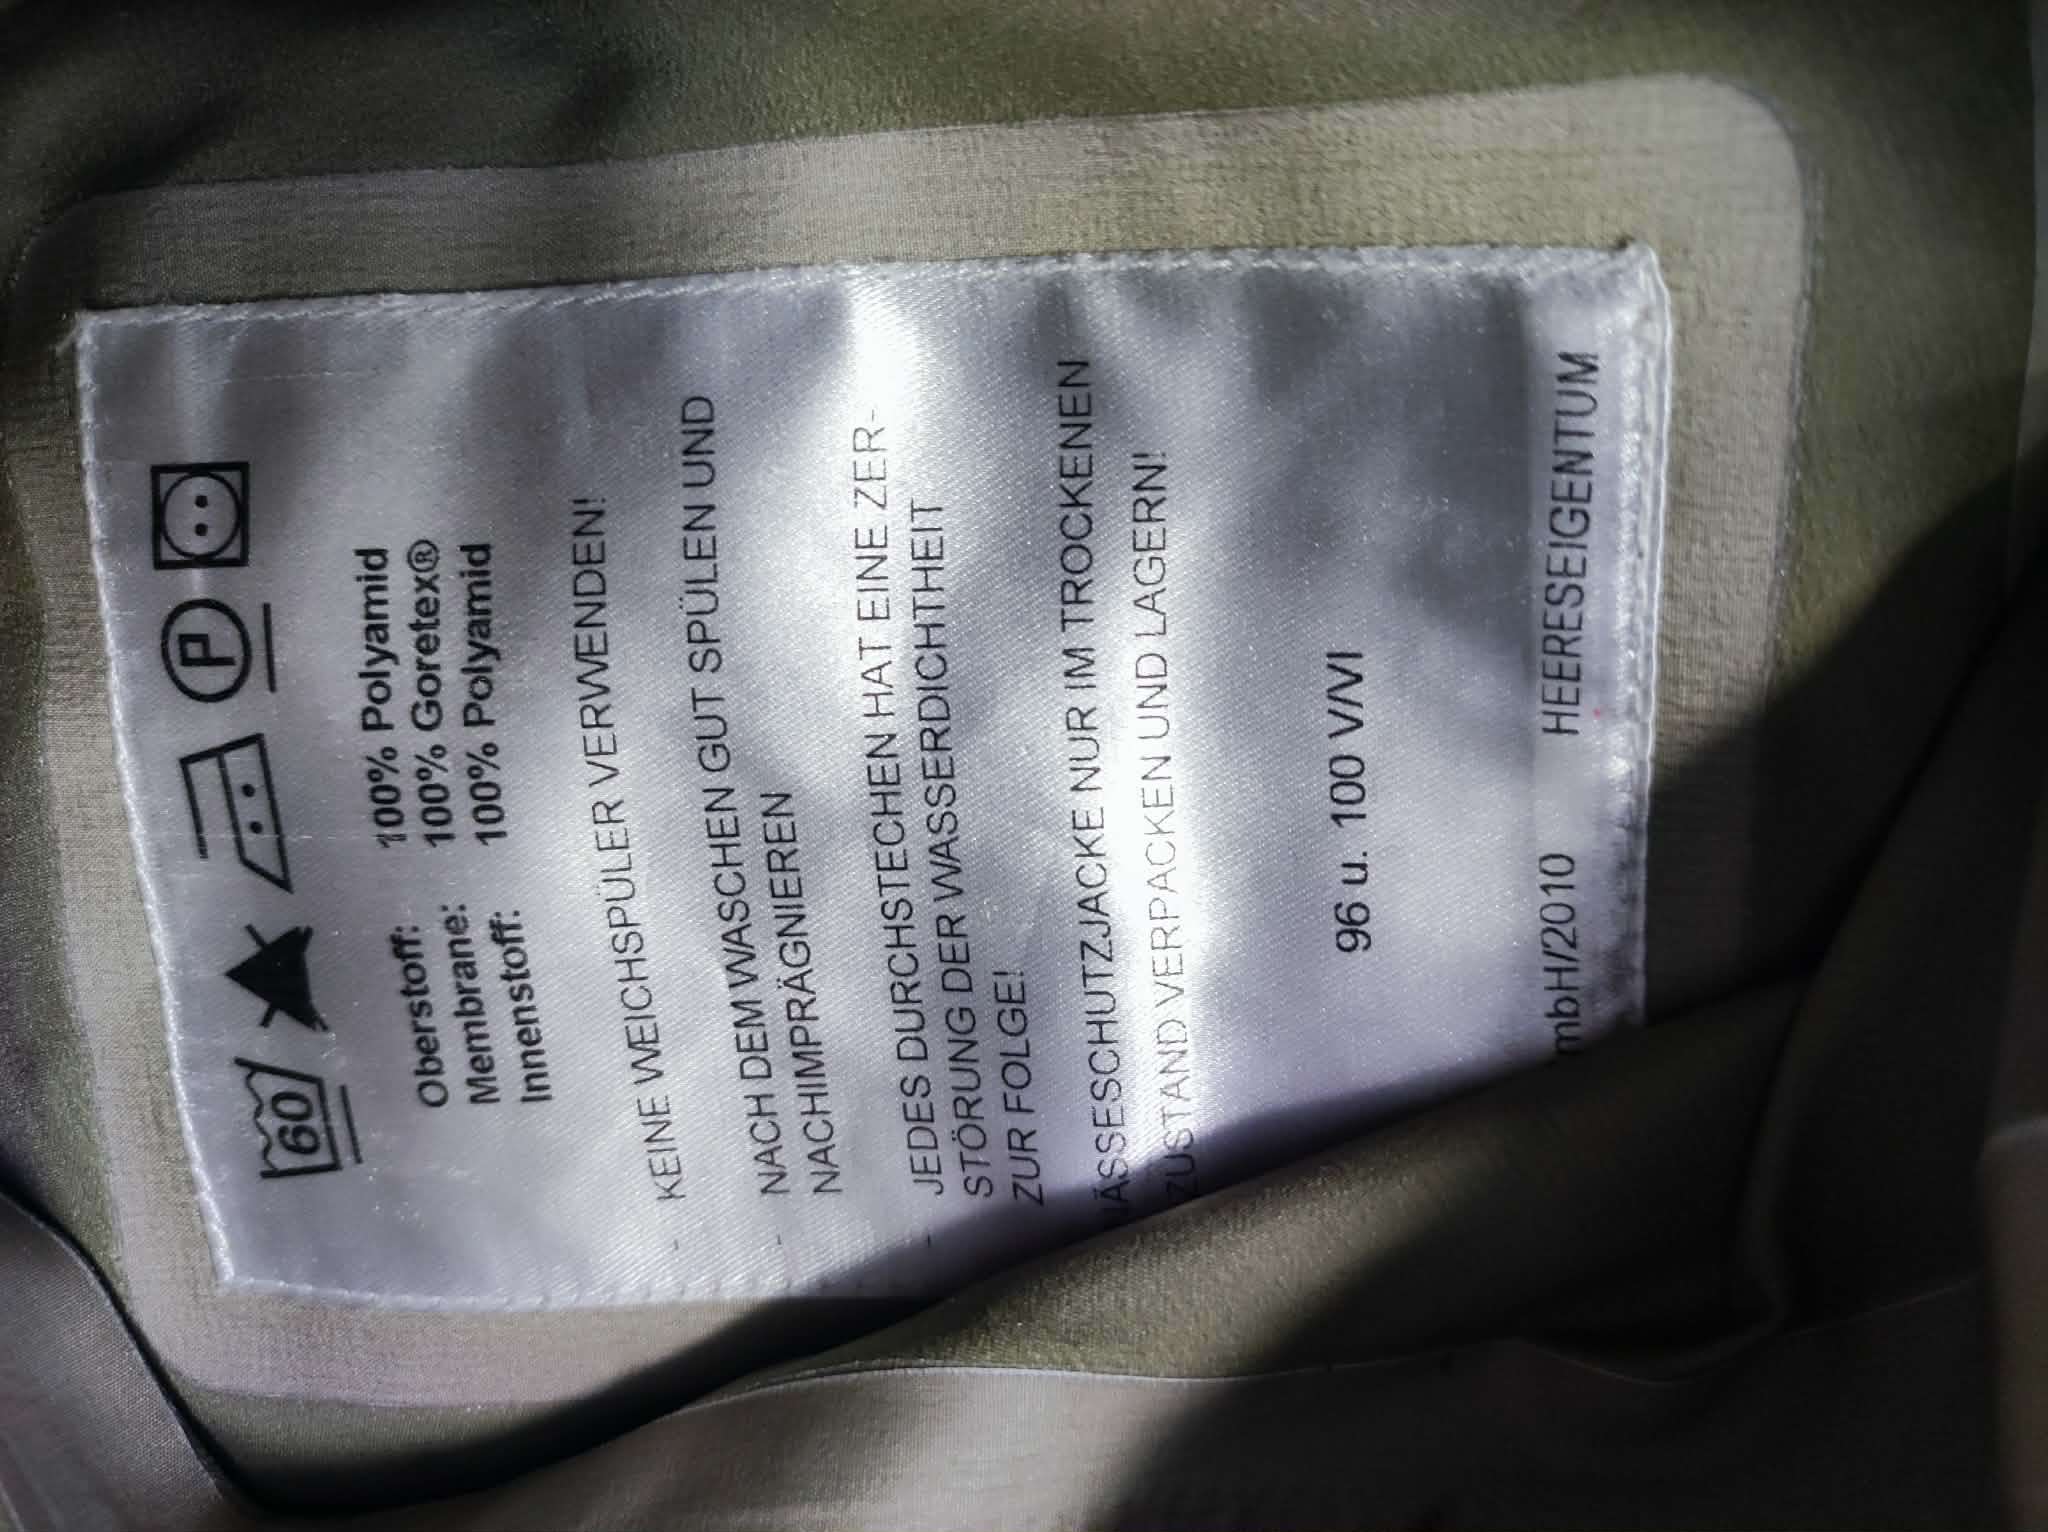 60 P
Oberstoff: 100% Polyamid
Membrane: 100% Goretex®
Innenstoff: 100% Polyamid
- KEINE WEICHSPÜLER VERWENDEN!
- NACH DEM WASCHEN GUT SPÜLEN UND
NACHIMPRÄGNIEREN
- JEDES DURCHSTECHEN HAT EINE ZER-
STÖRUNG DER WASSERDICHTHEIT
ZUR FOLGE!
NÄSSESCHUTZJACKE NUR IM TROCKENEN
ZUSTAND VERPACKEN UND LAGERN!
96 u. 100 V/VI
mbH/2010 HEERESEIGENTUM